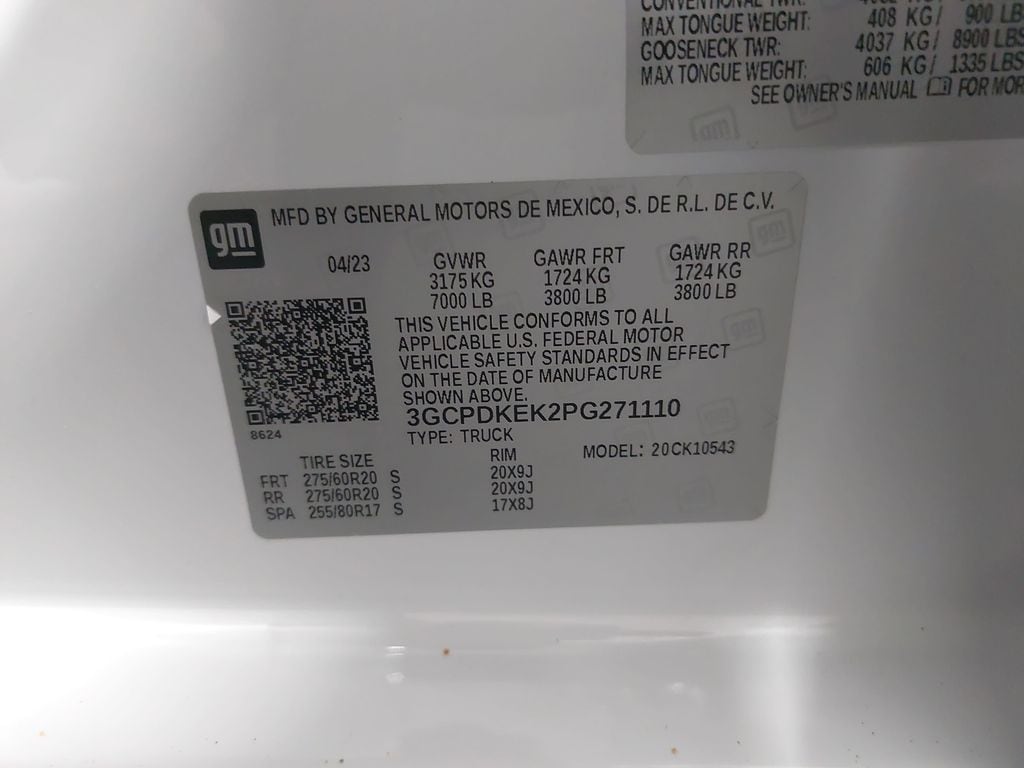 CONVENTIONAL TWR:
MAX TONGUE WEIGHT: 408 KG/ 900 LB
GOOSENECK TWR: 4037 KG/ 8900 LBS
MAX TONGUE WEIGHT: 606 KG/ 1335 LBS
SEE OWNER'S MANUAL FOR MOR
gm
MFD BY GENERAL MOTORS DE MEXICO, S. DE R.L. DE C.V.
gm
04/23 GVWR GAWR FRT GAWR RR
3175 KG 1724 KG 1724 KG
7000 LB 3800 LB 3800 LB
THIS VEHICLE CONFORMS TO ALL
APPLICABLE U.S. FEDERAL MOTOR
VEHICLE SAFETY STANDARDS IN EFFECT
ON THE DATE OF MANUFACTURE
SHOWN ABOVE.
3GCPDKEK2PG271110
8624 TYPE: TRUCK
MODEL: 20CK10543
TIRE SIZE RIM
FRT 275/60R20 S 20X9J
RR 275/60R20 S 20X9J
SPA 255/80R17 S 17X8J